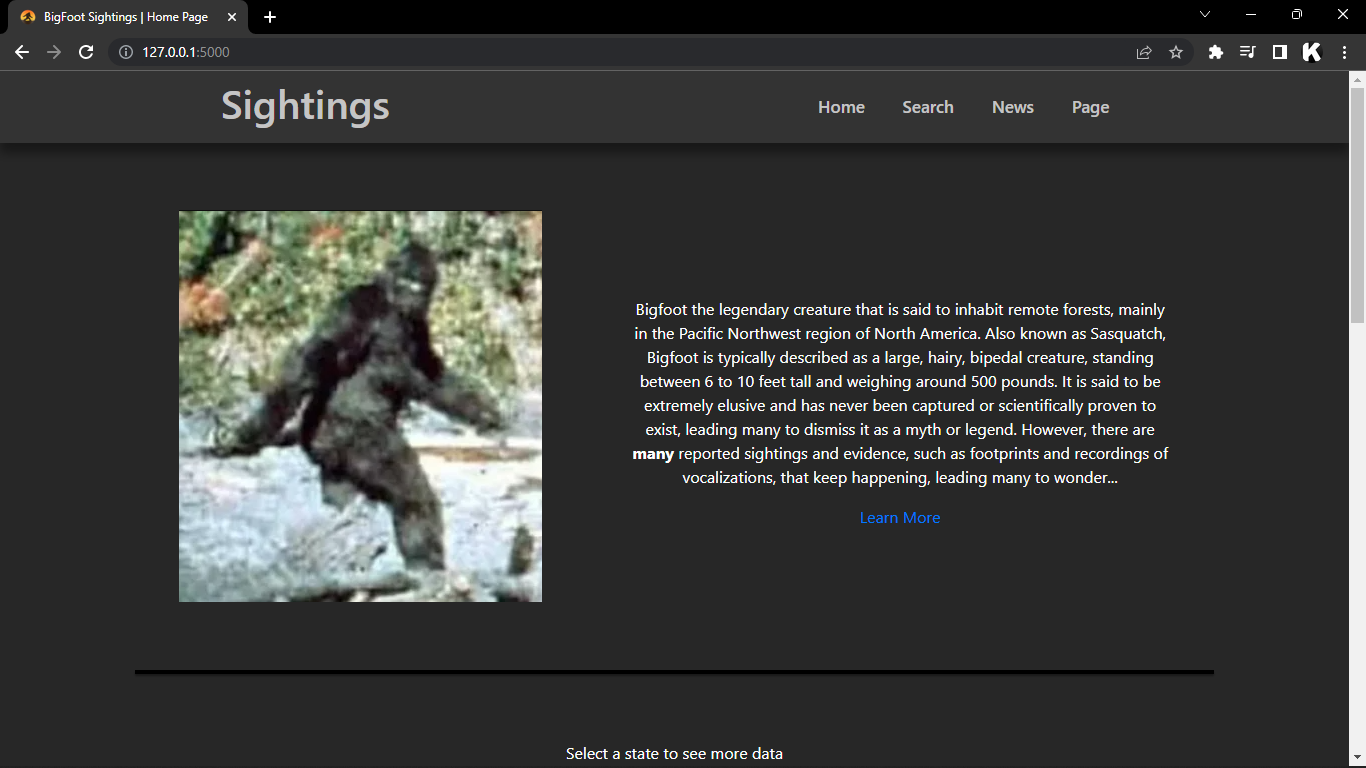 BigFoot Sightings | Home Page
127.0.0.1:5000
Sightings
Home Search News Page
Bigfoot the legendary creature that is said to inhabit remote forests, mainly
in the Pacific Northwest region of North America. Also known as Sasquatch,
Bigfoot is typically described as a large, hairy, bipedal creature, standing
between 6 to 10 feet tall and weighing around 500 pounds. It is said to be
extremely elusive and has never been captured or scientifically proven to
exist, leading many to dismiss it as a myth or legend. However, there are
many reported sightings and evidence, such as footprints and recordings of
vocalizations, that keep happening, leading many to wonder...
Learn More
Select a state to see more data